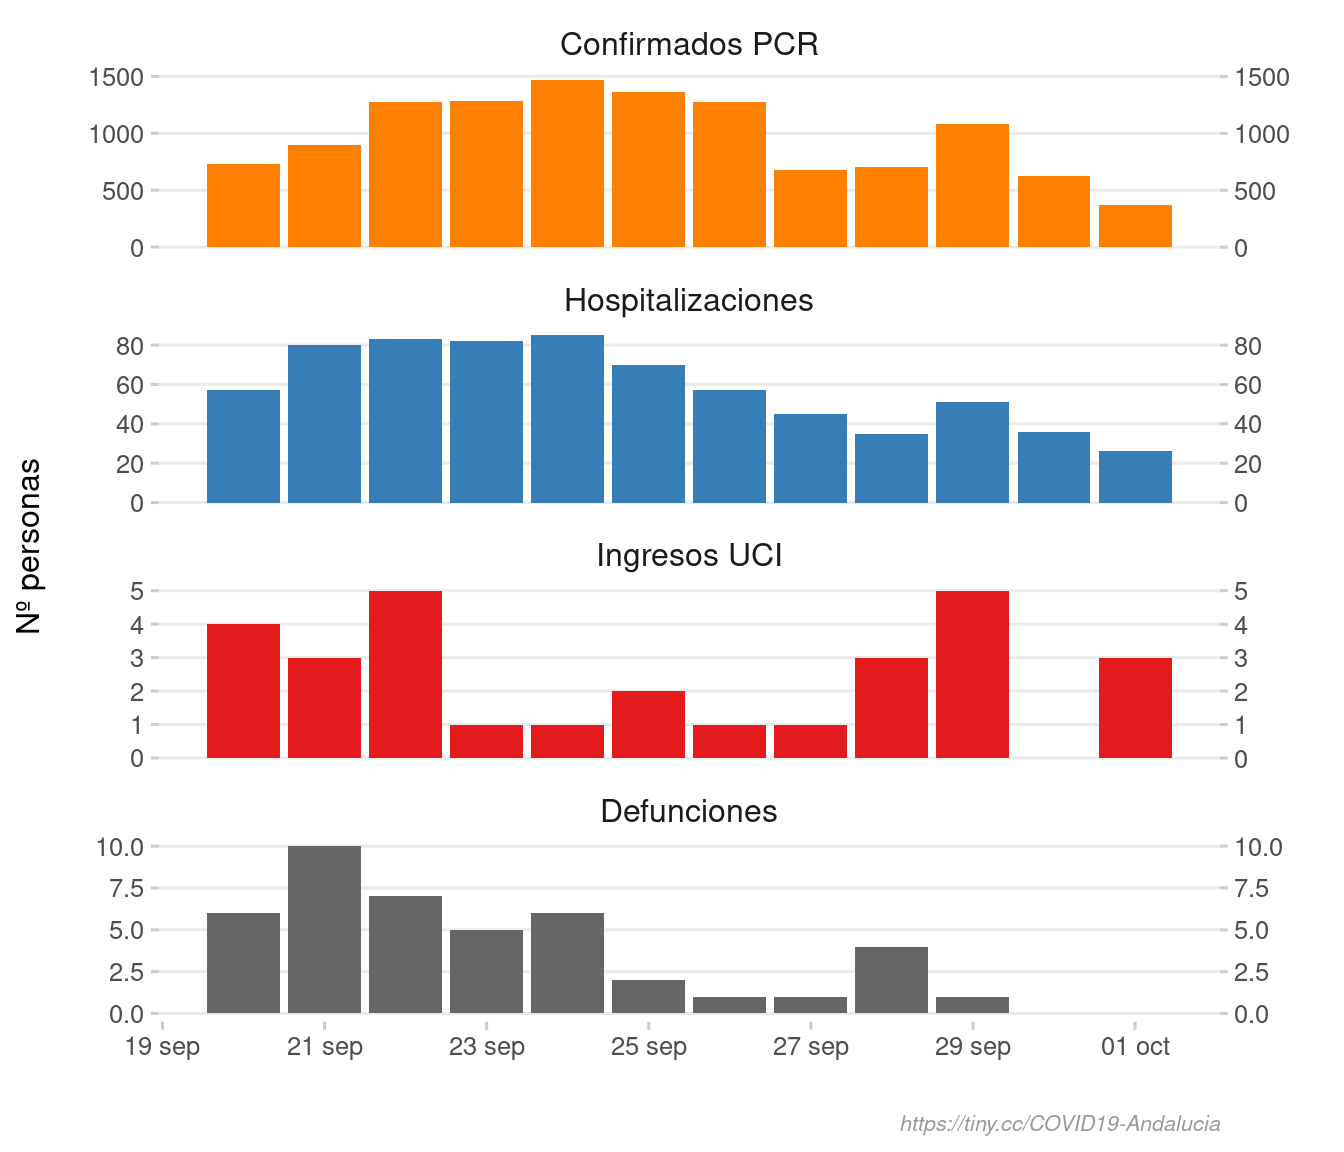 Confirmados PCR
1500 1500
1000 1000
500 500
0 0
Hospitalizaciones
80 80
60 60
40 40
20 20
0 0
Nº personas
Ingresos UCI
5 5
4 4
3 3
2 2
1 1
0 0
Defunciones
10.0 10.0
7.5 7.5
5.0 5.0
2.5 2.5
0.0 0.0
19 sep 21 sep 23 sep 25 sep 27 sep 29 sep 01 oct
https://tiny.cc/COVID19-Andalucia